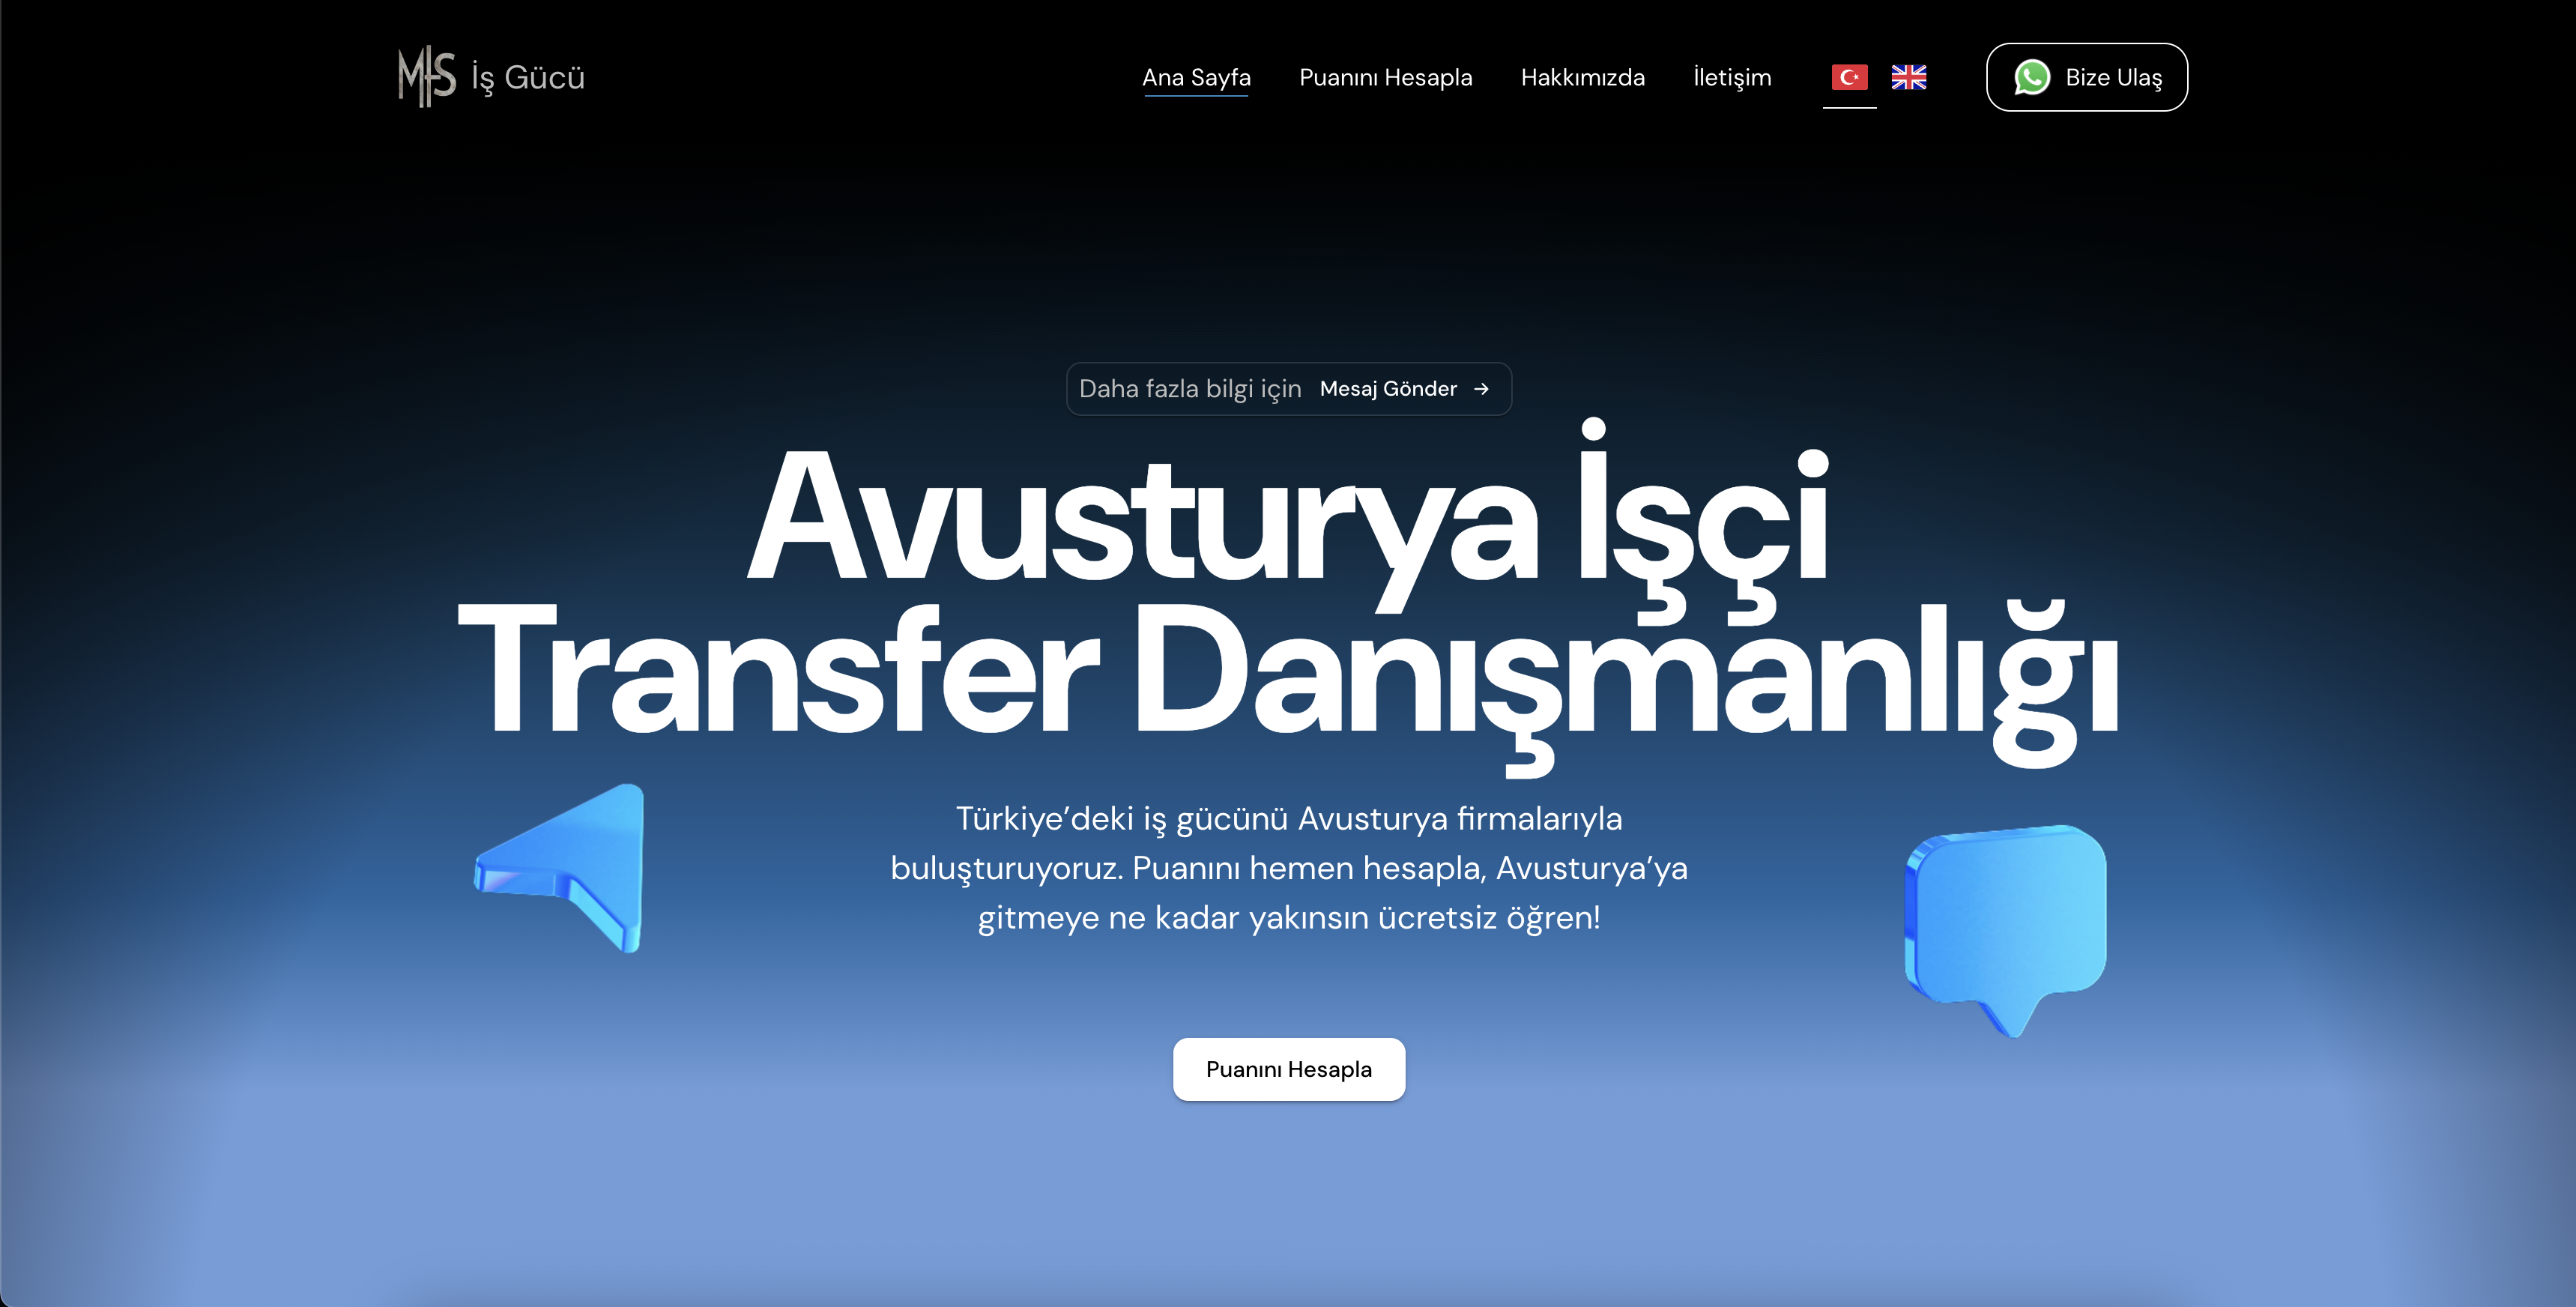 MHS İş Gücü
Ana Sayfa Puanını Hesapla Hakkımızda İletişim Bize Ulaş
Daha fazla bilgi için Mesaj Gönder →
Avusturya İşçi
Transfer Danışmanlığı
Türkiye’deki iş gücünü Avusturya firmalarıyla
buluşturuyoruz. Puanını hemen hesapla, Avusturya’ya
gitmeye ne kadar yakınsın ücretsiz öğren!
Puanını Hesapla